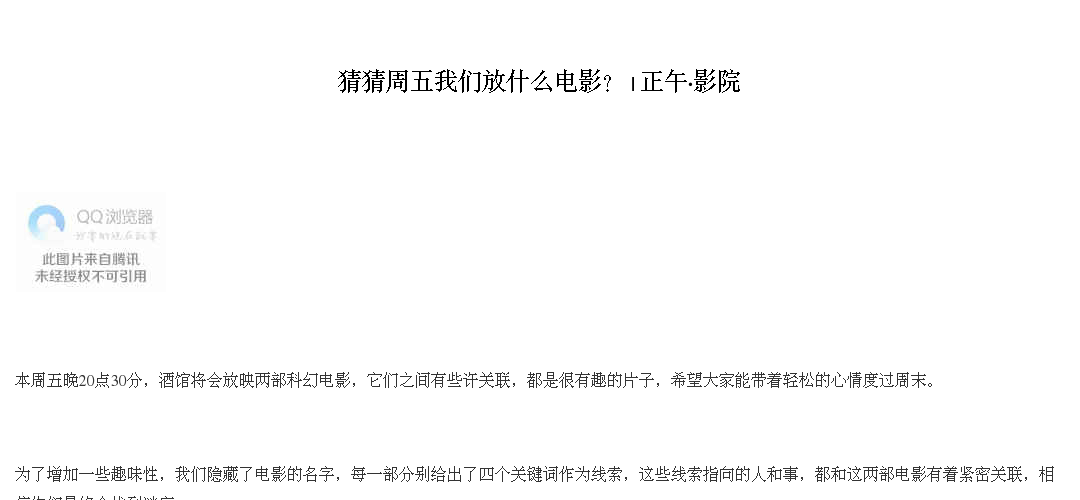 猜猜周五我们放什么电影？ | 正午·影院
QQ浏览器
此图片来自腾讯
未经授权不可引用
本周五晚20点30分，酒馆将会放映两部科幻电影，它们之间有些许关联，都是很有趣的片子，希望大家能带着轻松的心情度过周末。
为了增加一些趣味性，我们隐藏了电影的名字，每一部分别给出了四个关键词作为线索，这些线索指向的人和事，都和这两部电影有着紧密关联，相